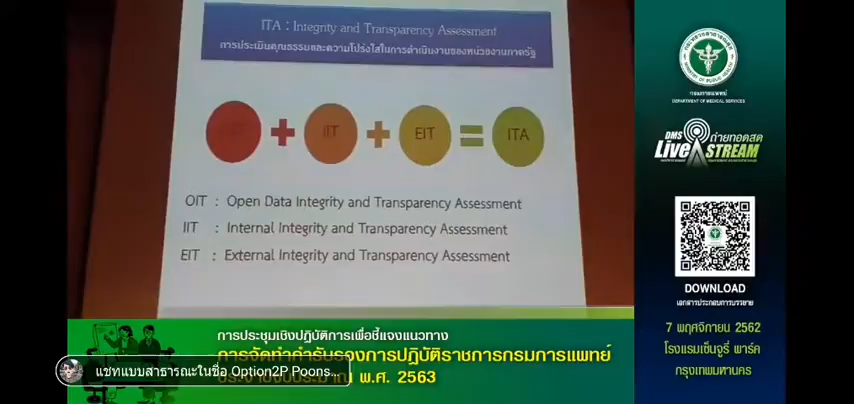 ITA : Integrity and Transparency Assessment
การประเมินคุณธรรมและความโปร่งใสในการดำเนินงานของหน่วยงานภาครัฐ
IIT EIT ITA
OIT : Open Data Integrity and Transparency Assessment
IIT : Internal Integrity and Transparency Assessment
EIT : External Integrity and Transparency Assessment
การประชุมเชิงปฏิบัติการเพื่อชี้แจงแนวทาง
การจัดทำคำรับรองการปฏิบัติราชการกรมการแพทย์
พ.ศ. 2563
แชทแบบสาธารณะในชื่อ Option2P Poons...
กรมการแพทย์
DEPARTMENT OF MEDICAL SERVICES
DMS ถ่ายทอดสด
Live STREAM
DOWNLOAD
เอกสารประกอบการบรรยาย
7 พฤศจิกายน 2562
โรงแรมเซ็นจูรี่ พาร์ค
กรุงเทพมหานคร